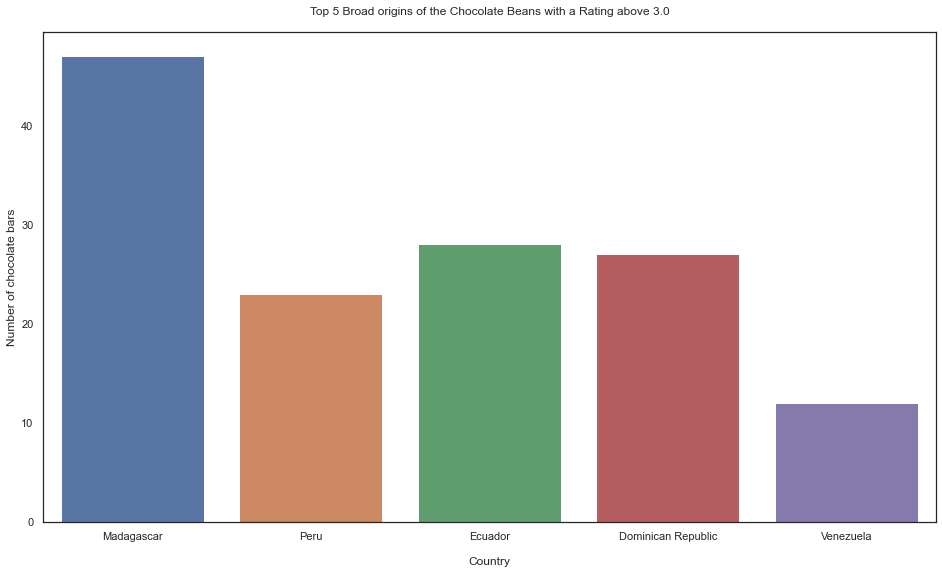 Top 5 Broad origins of the Chocolate Beans with a Rating above 3.0
Number of chocolate bars
40
30
20
10
0
Madagascar
Peru
Ecuador
Dominican Republic
Venezuela
Country